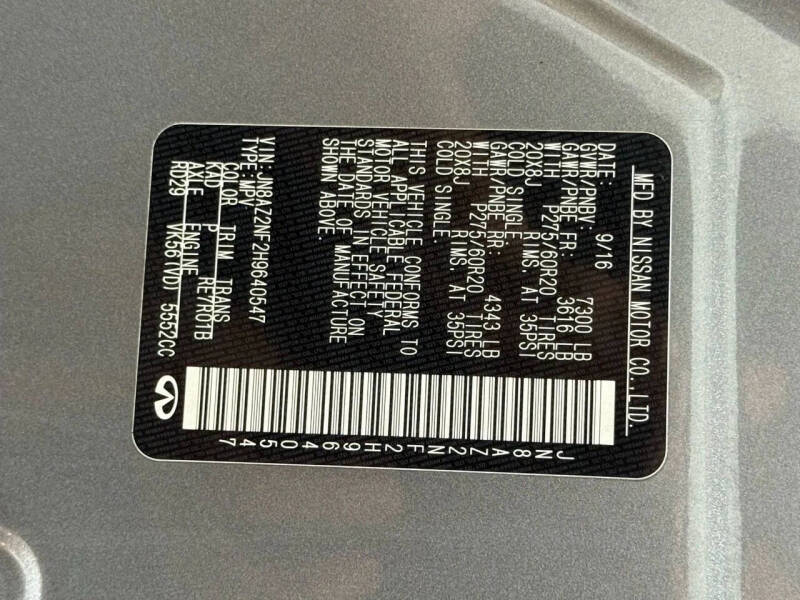 MFD BY NISSAN MOTOR CO.,LTD.
DATE: 9/16
GVWR/PNBV: 7300 LB
GAWR/PNBE FR: 3616 LB
WITH P275/60R20 TIRES
20X8J RIMS, AT 35PSI
COLD SINGLE.
GAWR/PNBE RR: 4343 LB
WITH P275/60R20 TIRES
20X8J RIMS, AT 35PSI
COLD SINGLE.
THIS VEHICLE CONFORMS TO
ALL APPLICABLE FEDERAL
MOTOR VEHICLE SAFETY
STANDARDS IN EFFECT ON
THE DATE OF MANUFACTURE
SHOWN ABOVE.
VIN:JN8AZ2NF2H9640547
TYPE:MPV
COLOR TRIM TRANS
KAD P RE7R01B
AXLE ENGINE
RD29 VK56(VD) 5552CC
JN8AZ2NF2H9640547